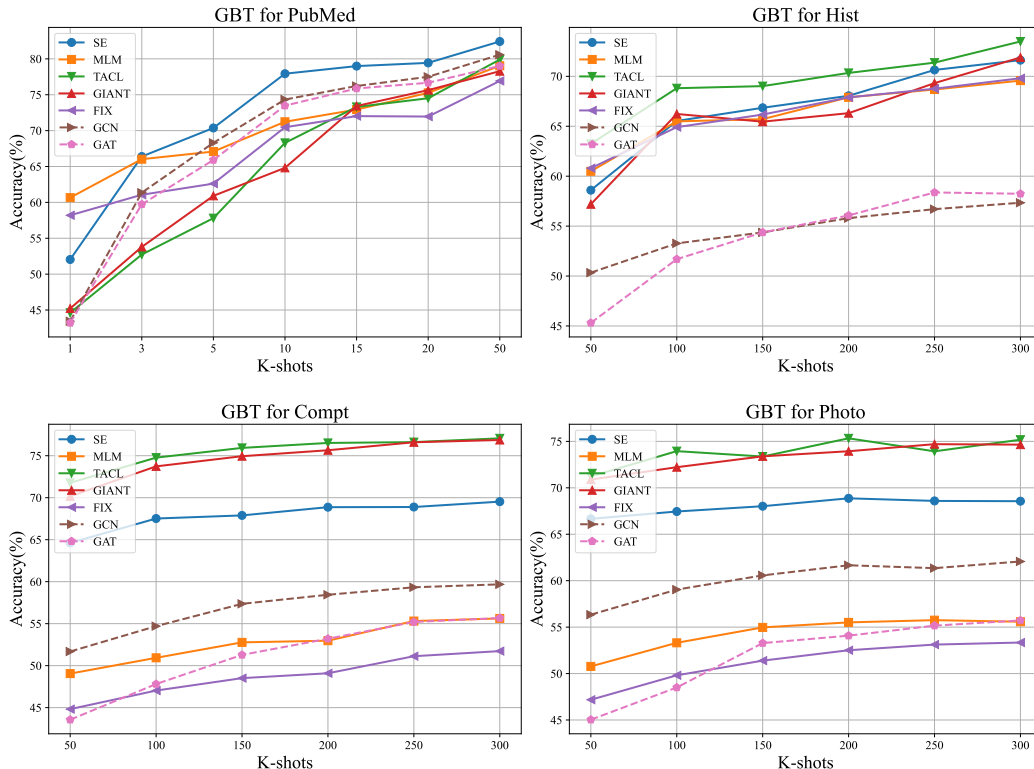 GBT for PubMed
SE
MLM
TACL
GIANT
FIX
GCN
GAT
Accuracy(%)
80
75
70
65
60
55
50
45
1 3 5 10 15 20 50
K-shots
GBT for Hist
SE
MLM
TACL
GIANT
FIX
GCN
GAT
Accuracy(%)
70
65
60
55
50
45
50 100 150 200 250 300
K-shots
GBT for Compt
SE
MLM
TACL
GIANT
FIX
GCN
GAT
Accuracy(%)
75
70
65
60
55
50
45
50 100 150 200 250 300
K-shots
GBT for Photo
SE
MLM
TACL
GIANT
FIX
GCN
GAT
Accuracy(%)
75
70
65
60
55
50
45
50 100 150 200 250 300
K-shots